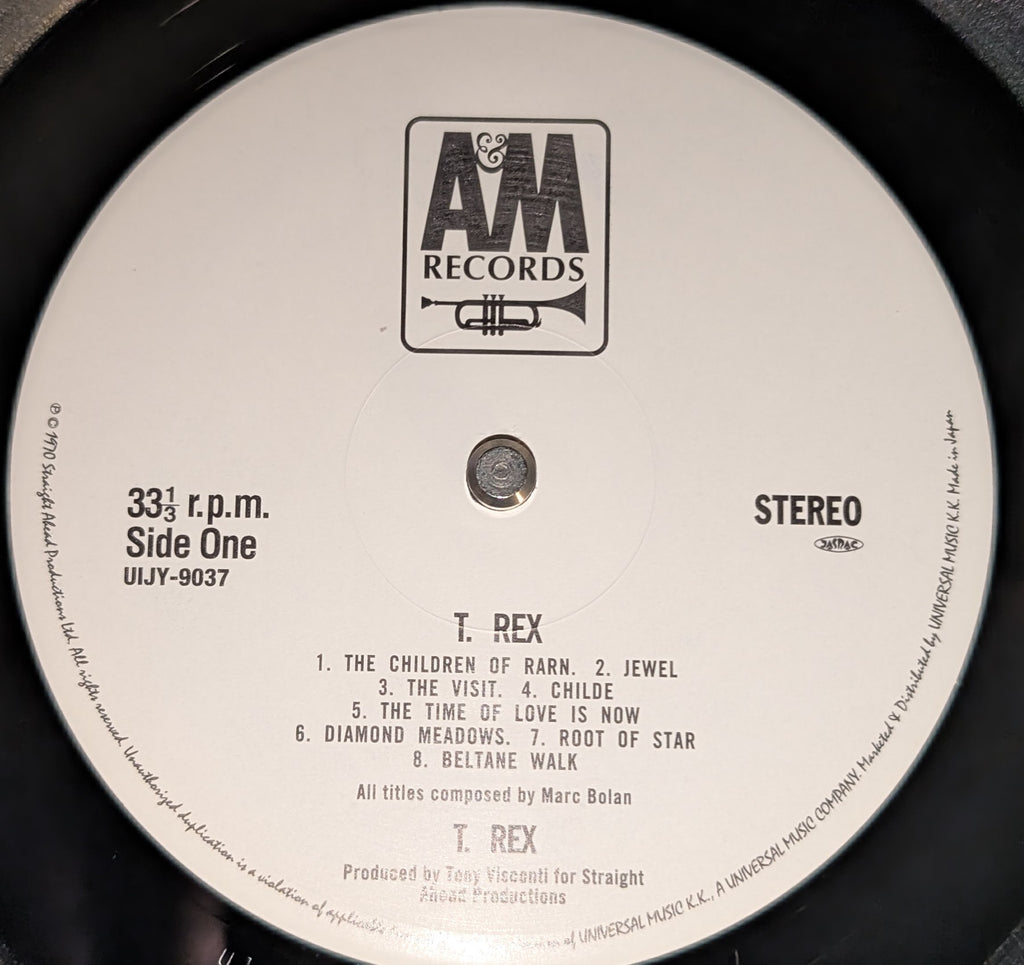 A&M
RECORDS
33⅓ r.p.m.
Side One
UIJY-9037
STEREO
JASRAC
T. REX
1. THE CHILDREN OF RARN. 2. JEWEL
3. THE VISIT. 4. CHILDE
5. THE TIME OF LOVE IS NOW
6. DIAMOND MEADOWS. 7. ROOT OF STAR
8. BELTANE WALK
All titles composed by Marc Bolan
T. REX
Produced by Tony Visconti for Straight
Ahead Productions
℗ © 1970 Straight Ahead Productions Ltd. All rights reserved. Unauthorized duplication is a violation of
of UNIVERSAL MUSIC K.K., A UNIVERSAL MUSIC COMPANY. Marketed & Distributed by UNIVERSAL MUSIC K.K. Made in Japan